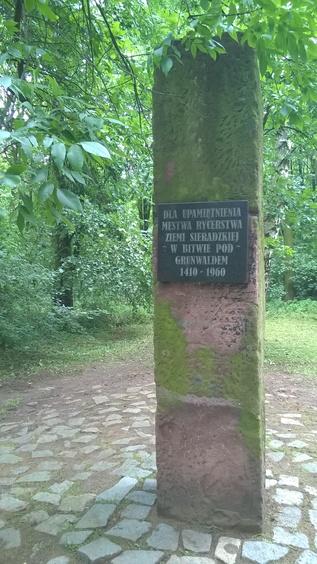 DLA UPAMIĘTNIENIA
MĘSTWA RYCERSTWA
ZIEMI SIERADZKIEJ
W BITWIE POD
GRUNWALDEM
1410 - 1960